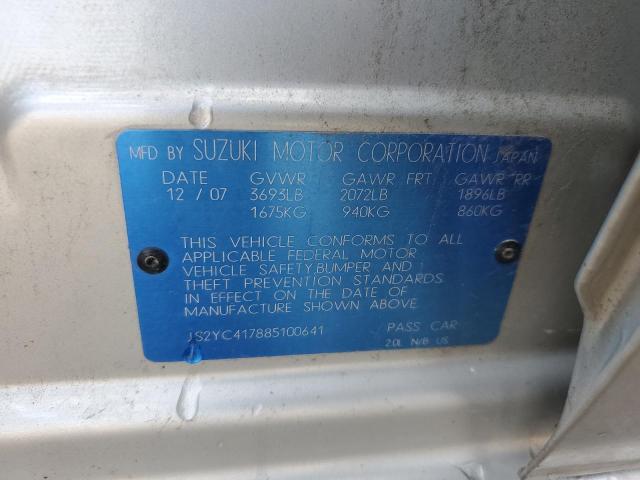 MFD BY SUZUKI MOTOR CORPORATION JAPAN
DATE GVWR GAWR FRT GAWR RR
12 / 07 3693LB 2072LB 1896LB
1675KG 940KG 860KG
THIS VEHICLE CONFORMS TO ALL
APPLICABLE FEDERAL MOTOR
VEHICLE SAFETY,BUMPER AND
THEFT PREVENTION STANDARDS
IN EFFECT ON THE DATE OF
MANUFACTURE SHOWN ABOVE
JS2YC417885100641 PASS CAR
2.0L N/B US